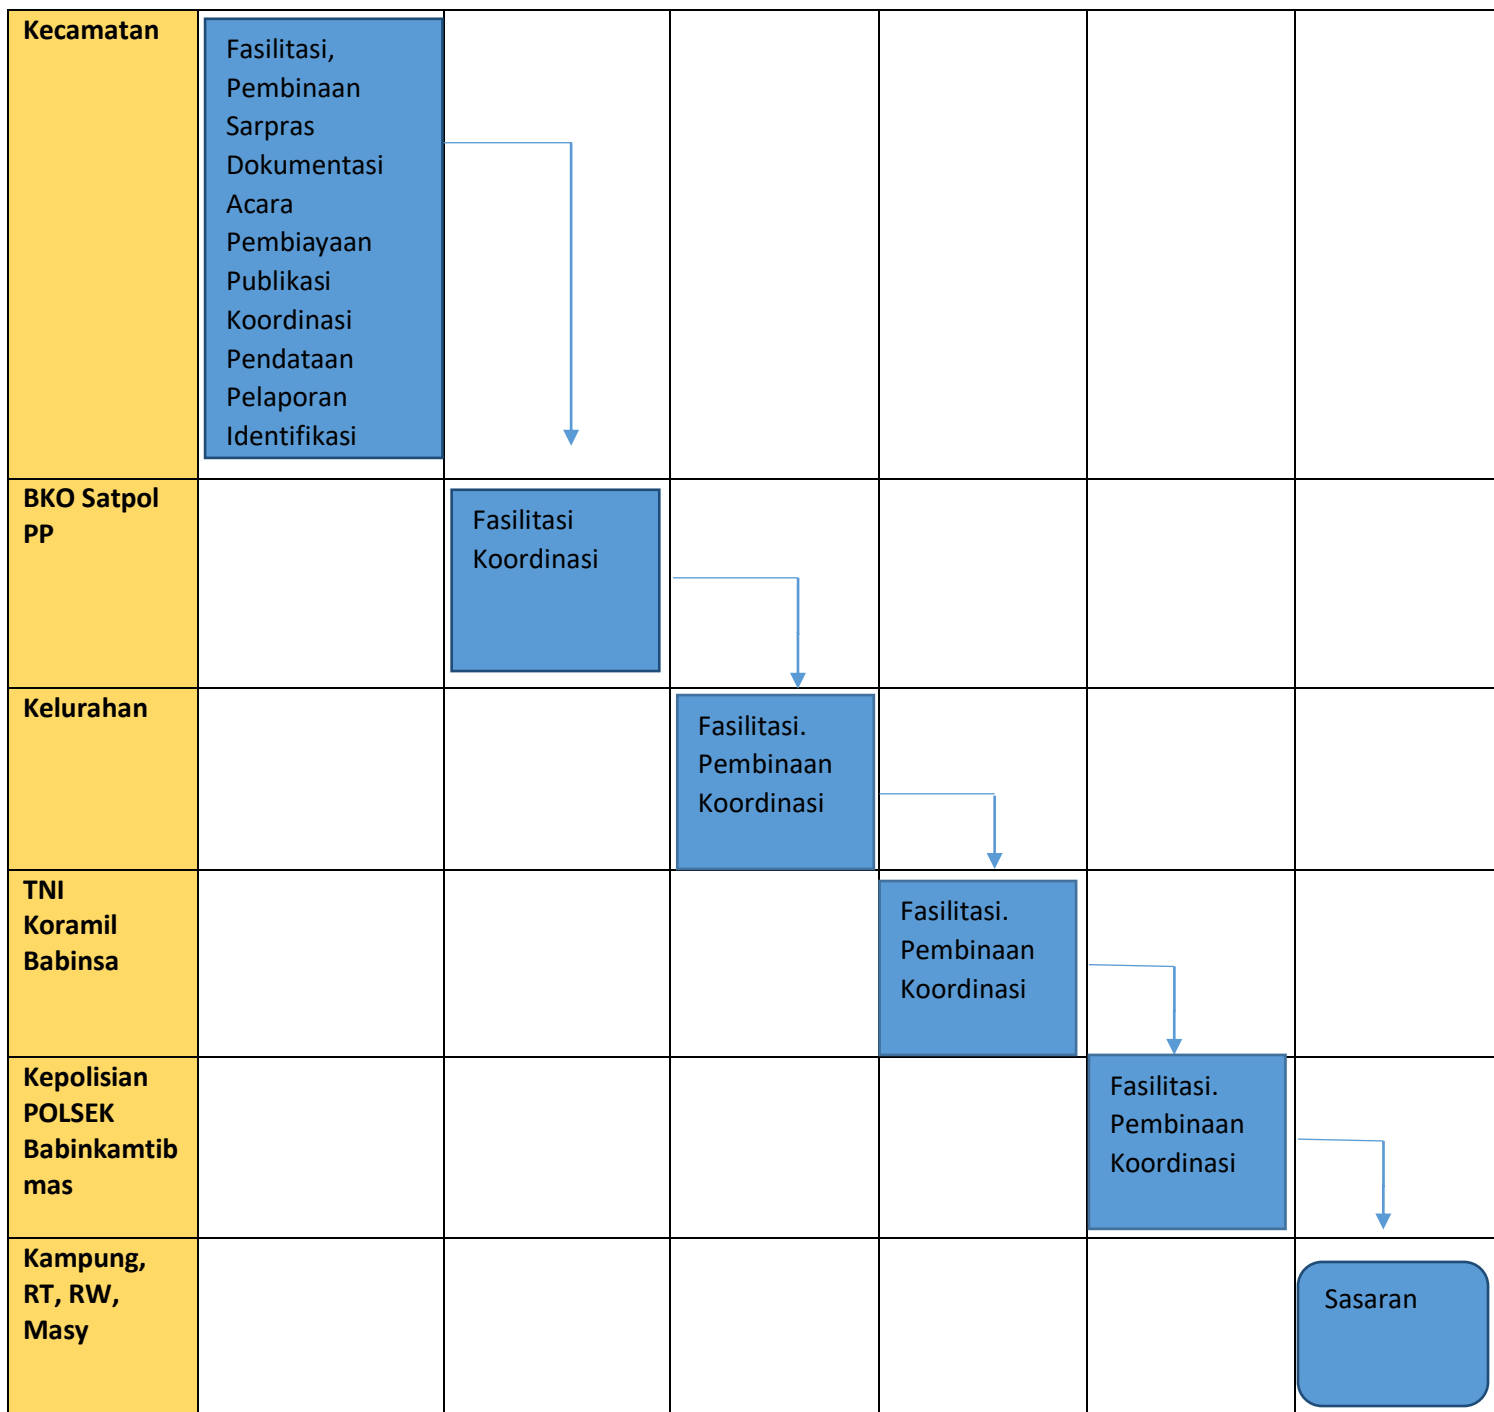 Kecamatan
Fasilitasi,
Pembinaan
Sarpras
Dokumentasi
Acara
Pembiayaan
Publikasi
Koordinasi
Pendataan
Pelaporan
Identifikasi
BKO Satpol
PP
Fasilitasi
Koordinasi
Kelurahan
Fasilitasi.
Pembinaan
Koordinasi
TNI
Koramil
Babinsa
Fasilitasi.
Pembinaan
Koordinasi
Kepolisian
POLSEK
Babinkamtib
mas
Fasilitasi.
Pembinaan
Koordinasi
Kampung,
RT, RW,
Masy
Sasaran